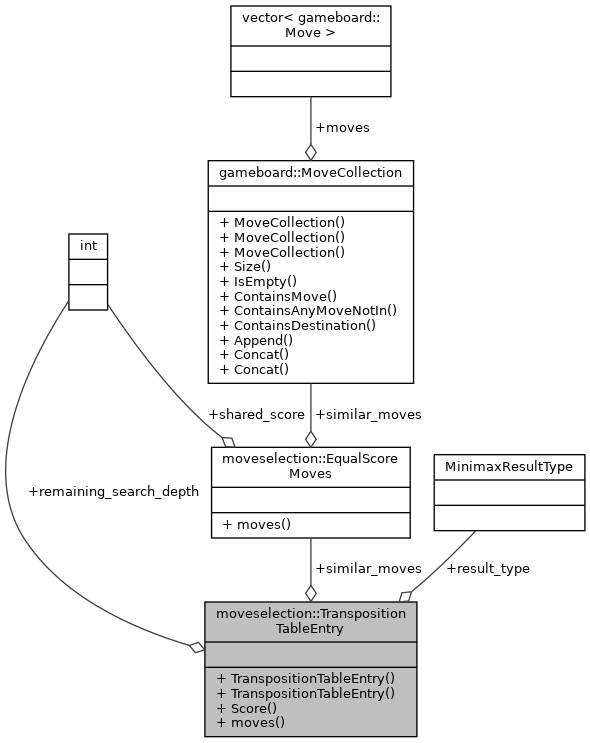 vector< gameboard::
Move >
+moves
gameboard::MoveCollection
+ MoveCollection()
+ MoveCollection()
+ MoveCollection()
+ Size()
+ IsEmpty()
+ ContainsMove()
+ ContainsAnyMoveNotIn()
+ ContainsDestination()
+ Append()
+ Concat()
+ Concat()
int
+shared_score
+similar_moves
moveselection::EqualScore
Moves
+ moves()
MinimaxResultType
+remaining_search_depth
+similar_moves
+result_type
moveselection::Transposition
TableEntry
+ TranspositionTableEntry()
+ TranspositionTableEntry()
+ Score()
+ moves()